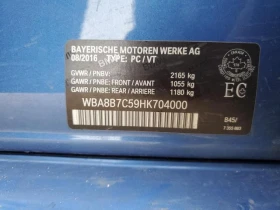 BAYERISCHE MOTOREN WERKE AG
08/2016 TYPE: PC / VT
GVWR / PNBV: 2165 kg
GAWR / PNBE: FRONT / AVANT 1055 kg
GAWR / PNBE: REAR / ARRIERE 1180 kg
WBA8B7C59HK704000
EC
845/